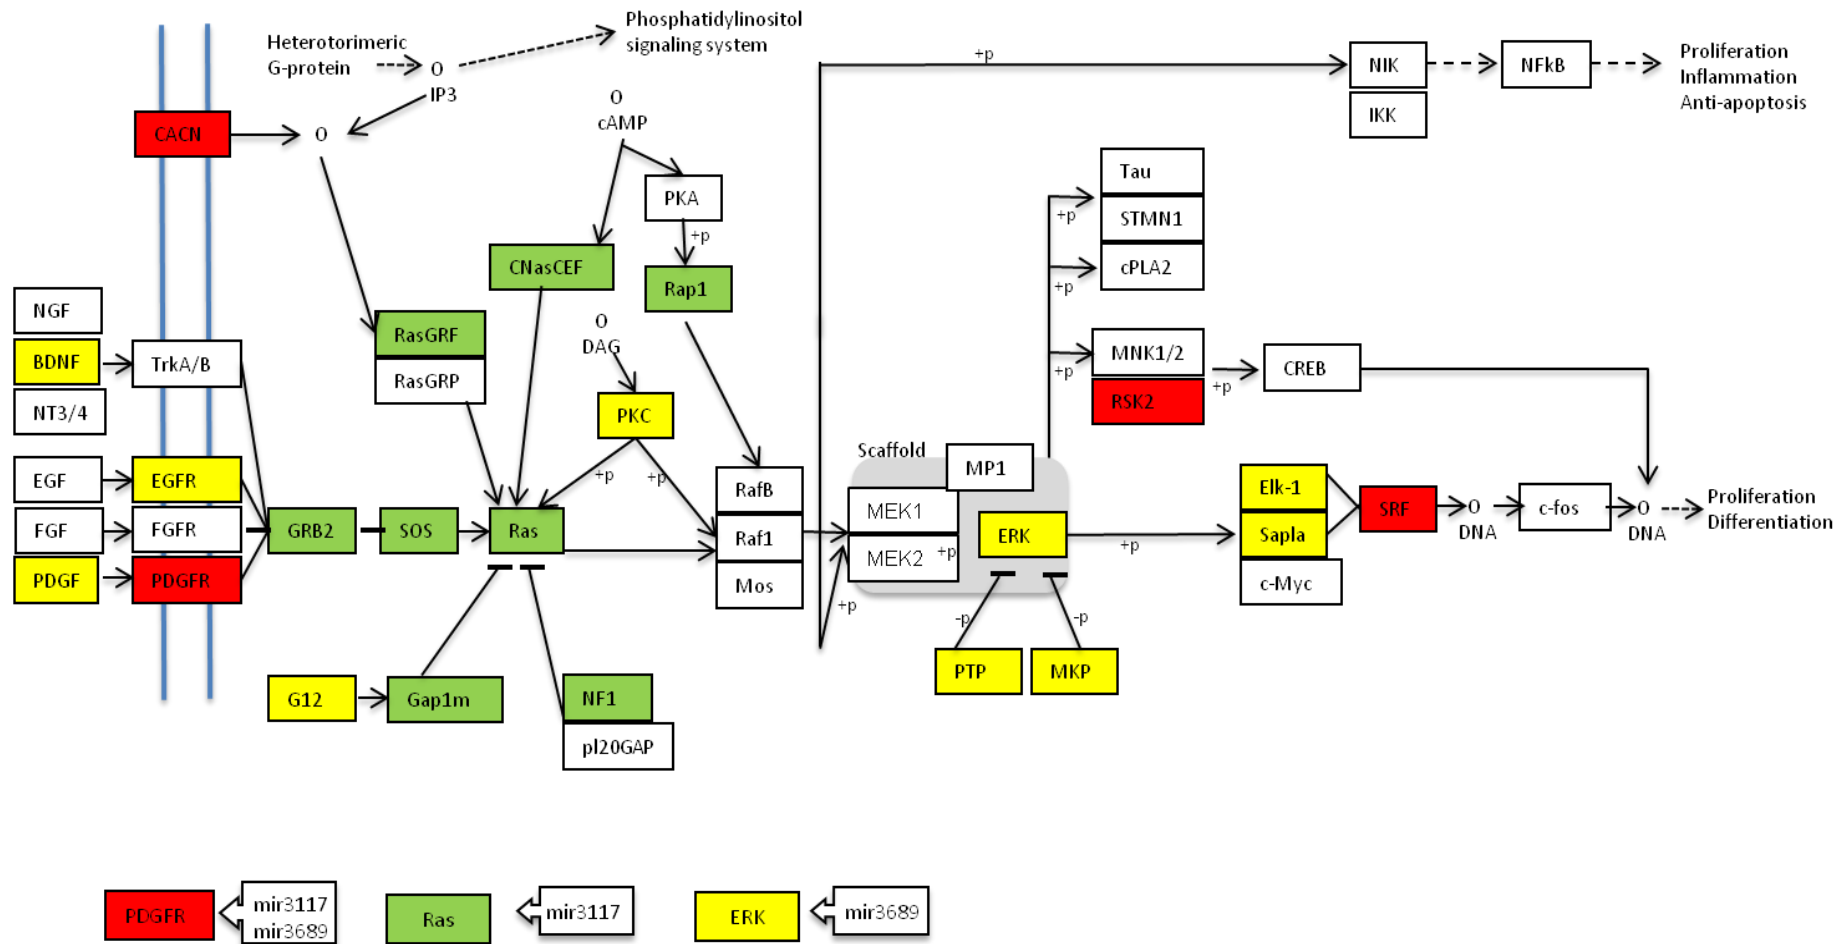 Heterotorimeric
G-protein
O
IP3
Phosphatidylinositol
signaling system
CACN
O
O
cAMP
PKA
+p
CNasCEF
Rap1
RasGRF
RasGRP
O
DAG
PKC
+p
+p
NGF
BDNF
NT3/4
TrkA/B
EGF
EGFR
FGF
FGFR
PDGF
PDGFR
GRB2
SOS
Ras
RafB
Raf1
Mos
G12
Gap1m
NF1
pl20GAP
+p
NIK
IKK
NFkB
Proliferation
Inflammation
Anti-apoptosis
Tau
STMN1
cPLA2
+p
+p
MNK1/2
RSK2
+p
+p
CREB
Scaffold
MP1
MEK1
MEK2
+p
ERK
+p
+p
-p
-p
PTP
MKP
Elk-1
Sapla
c-Myc
SRF
O
DNA
c-fos
O
DNA
Proliferation
Differentiation
PDGFR
mir3117
mir3689
Ras
mir3117
ERK
mir3689